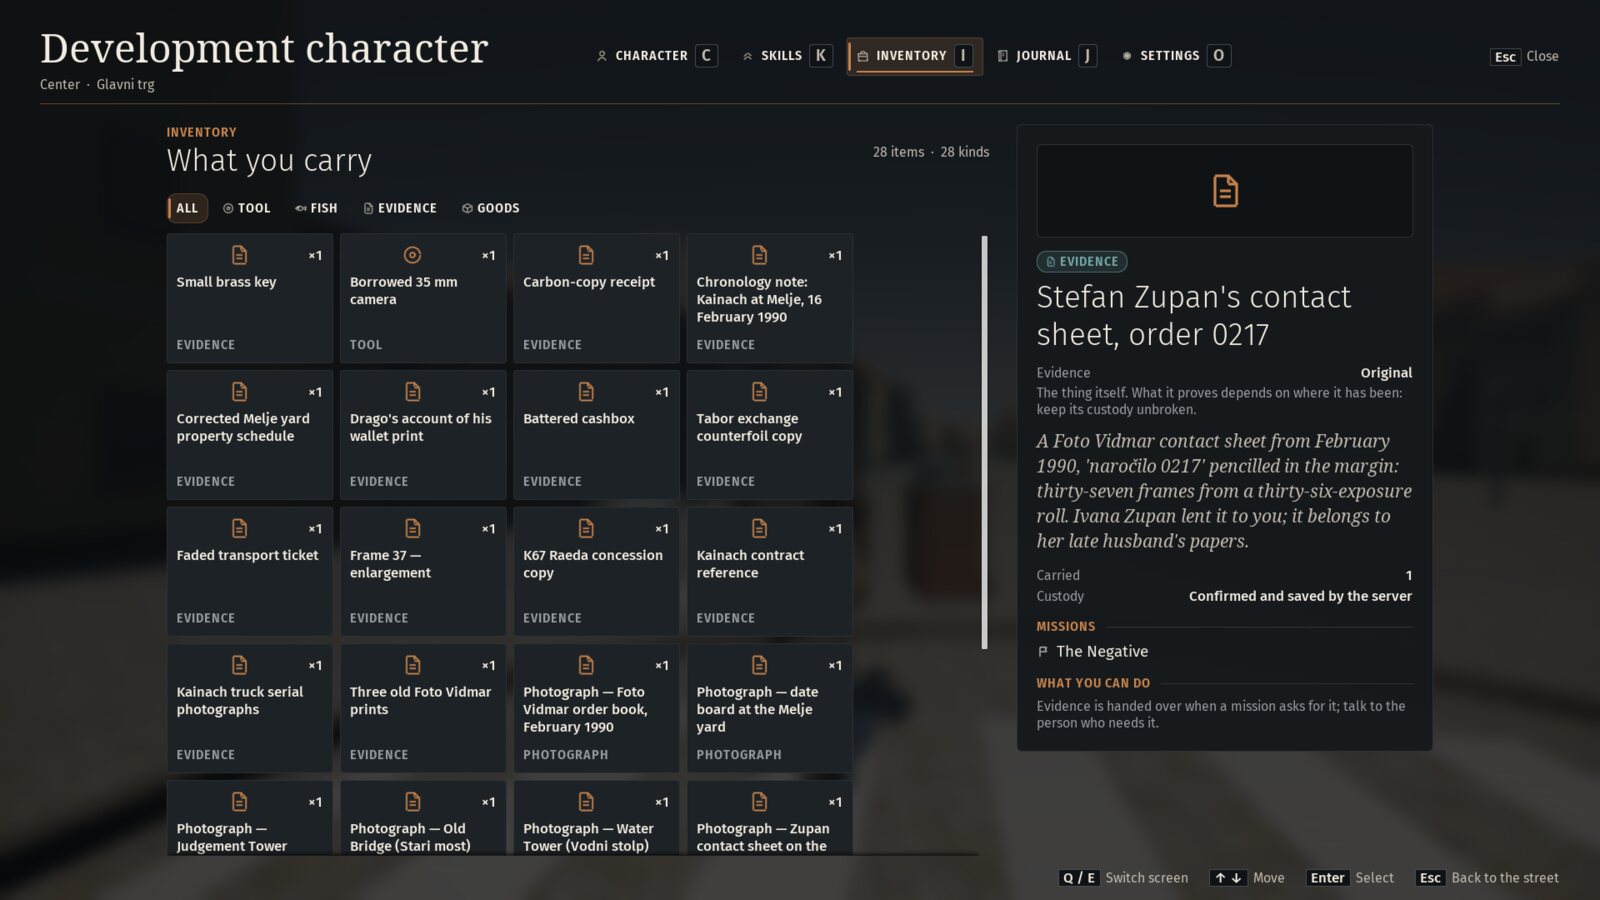 Development character
Center · Glavni trg
CHARACTER C
SKILLS K
INVENTORY I
JOURNAL J
SETTINGS O
Esc Close
INVENTORY
What you carry
28 items · 28 kinds
ALL
TOOL
FISH
EVIDENCE
GOODS
×1
Small brass key
EVIDENCE
×1
Borrowed 35 mm
camera
TOOL
×1
Carbon-copy receipt
EVIDENCE
×1
Chronology note:
Kainach at Melje, 16
February 1990
EVIDENCE
×1
Corrected Melje yard
property schedule
EVIDENCE
×1
Drago's account of his
wallet print
EVIDENCE
×1
Battered cashbox
EVIDENCE
×1
Tabor exchange
counterfoil copy
EVIDENCE
×1
Faded transport ticket
EVIDENCE
×1
Frame 37 —
enlargement
EVIDENCE
×1
K67 Raeda concession
copy
EVIDENCE
×1
Kainach contract
reference
EVIDENCE
×1
Kainach truck serial
photographs
EVIDENCE
×1
Three old Foto Vidmar
prints
EVIDENCE
×1
Photograph — Foto
Vidmar order book,
February 1990
PHOTOGRAPH
×1
Photograph — date
board at the Melje
yard
PHOTOGRAPH
×1
Photograph —
Judgement Tower
×1
Photograph — Old
Bridge (Stari most)
×1
Photograph — Water
Tower (Vodni stolp)
×1
Photograph — Zupan
contact sheet on the
EVIDENCE
Stefan Zupan's contact
sheet, order 0217
Evidence Original
The thing itself. What it proves depends on where it has been:
keep its custody unbroken.
A Foto Vidmar contact sheet from February
1990, 'naročilo 0217' pencilled in the margin:
thirty-seven frames from a thirty-six-exposure
roll. Ivana Zupan lent it to you; it belongs to
her late husband's papers.
Carried 1
Custody Confirmed and saved by the server
MISSIONS
The Negative
WHAT YOU CAN DO
Evidence is handed over when a mission asks for it; talk to the
person who needs it.
Q / E Switch screen
↑ ↓ Move
Enter Select
Esc Back to the street